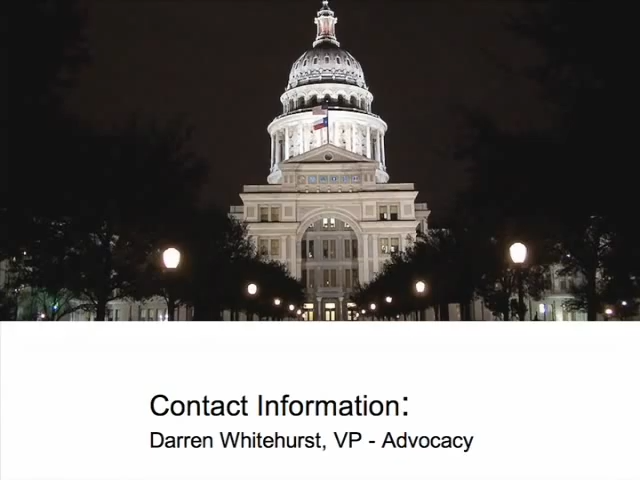 Contact Information:
Darren Whitehurst, VP - Advocacy